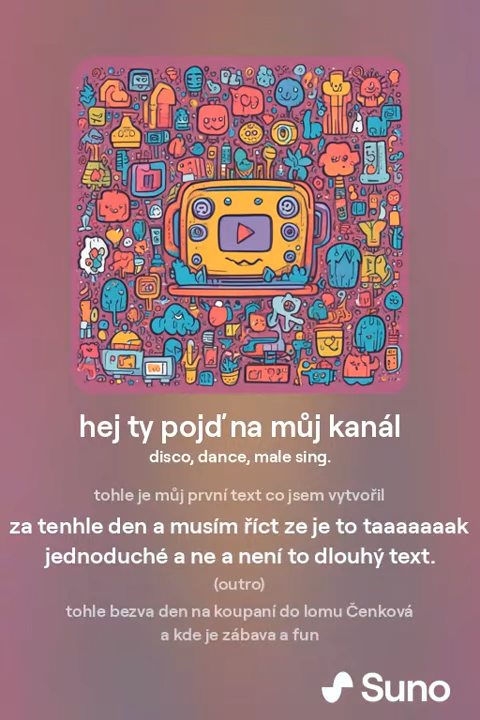 hej ty pojď na můj kanál
disco, dance, male sing.
tohle je můj první text co jsem vytvořil
za tenhle den a musím říct ze je to taaaaaaak
jednoduché a ne a není to dlouhý text.
(outro)
tohle bezva den na koupaní do lomu Čenková
a kde je zábava a fun
Suno